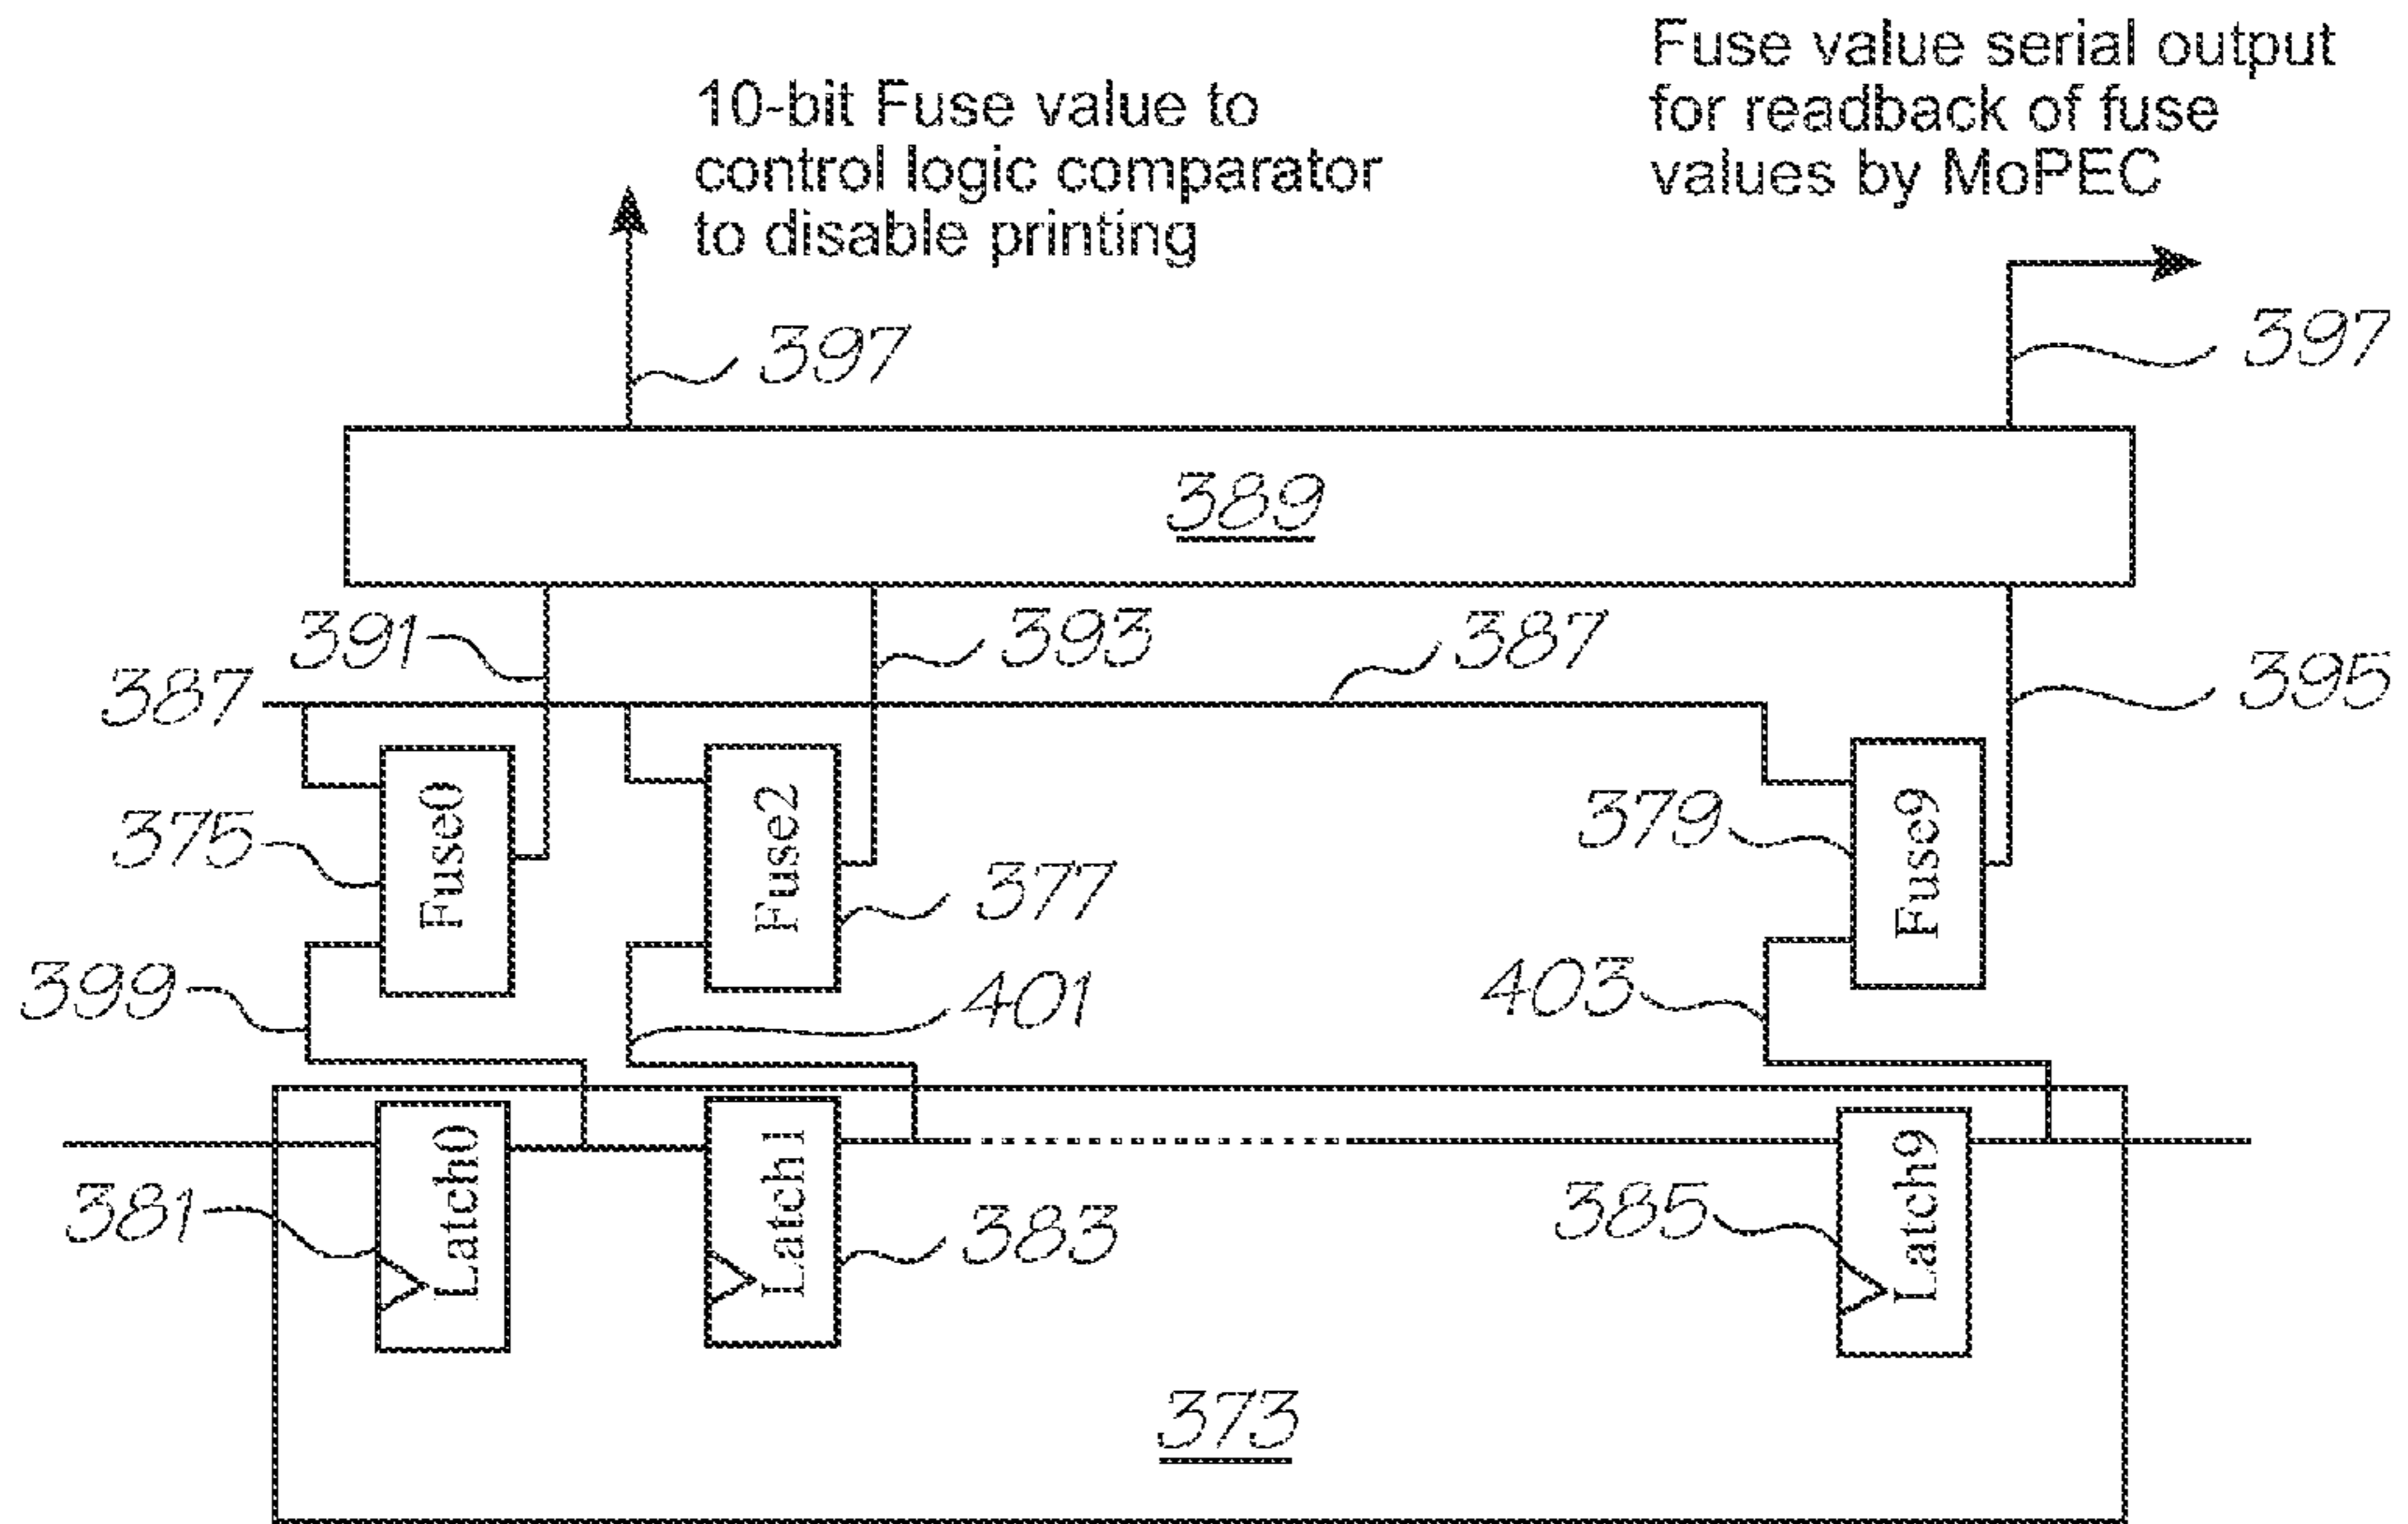 Fuse value serial output
for readback of fuse
values by MoPEC
10-bit Fuse value to
control logic comparator
to disable printing
397
397
389
391
393
387
387
395
375
Fuse0
Fuse2
377
379
Fuse9
399
401
403
381
Latch0
Latch1
383
385
Latch9
373